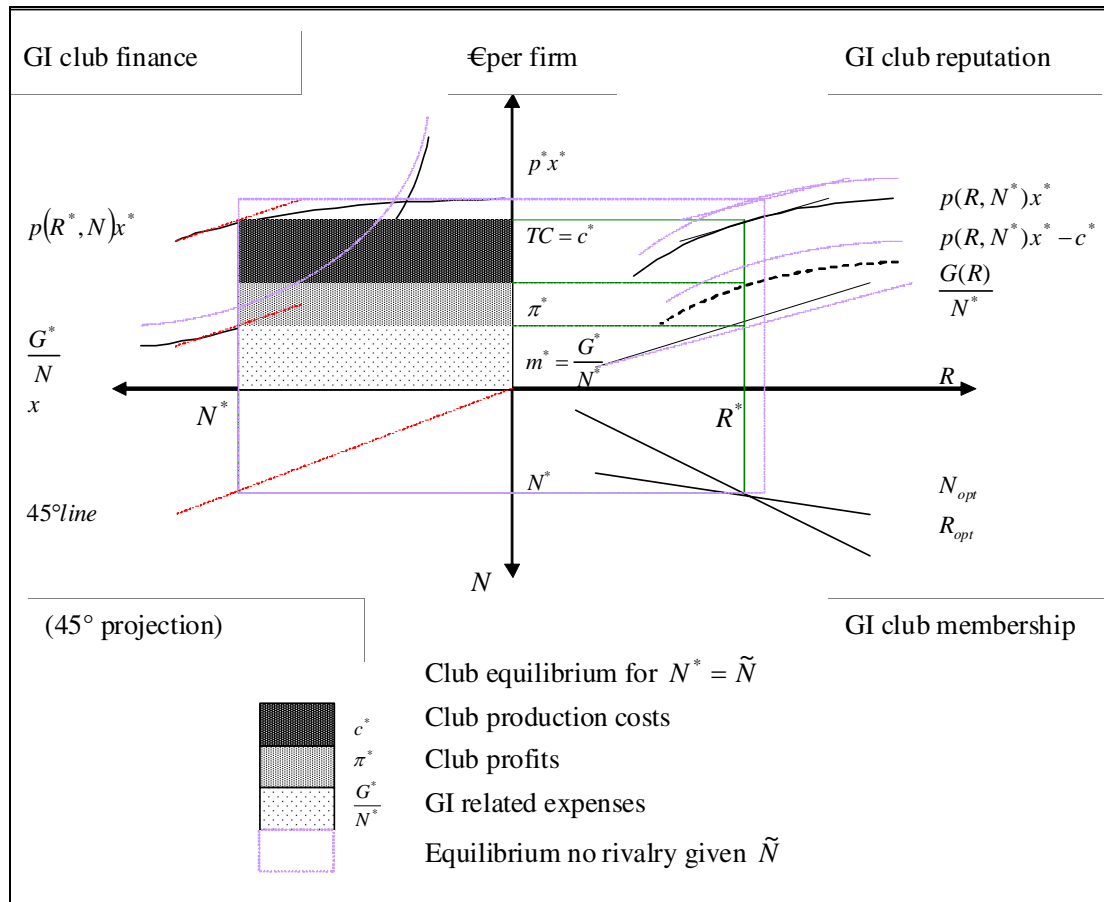 GI club finance
€per firm
GI club reputation
p*x*
p(R*, N)x*
TC = c*
p(R, N*)x*
p(R, N*)x* − c*
G(R)/N*
π*
G*/N
m* = G*/N*
x
R
N*
R*
N*
N_opt
45°line
R_opt
N
(45° projection)
GI club membership
Club equilibrium for N* = Ñ
c* Club production costs
π* Club profits
G*/N* GI related expenses
Equilibrium no rivalry given Ñ